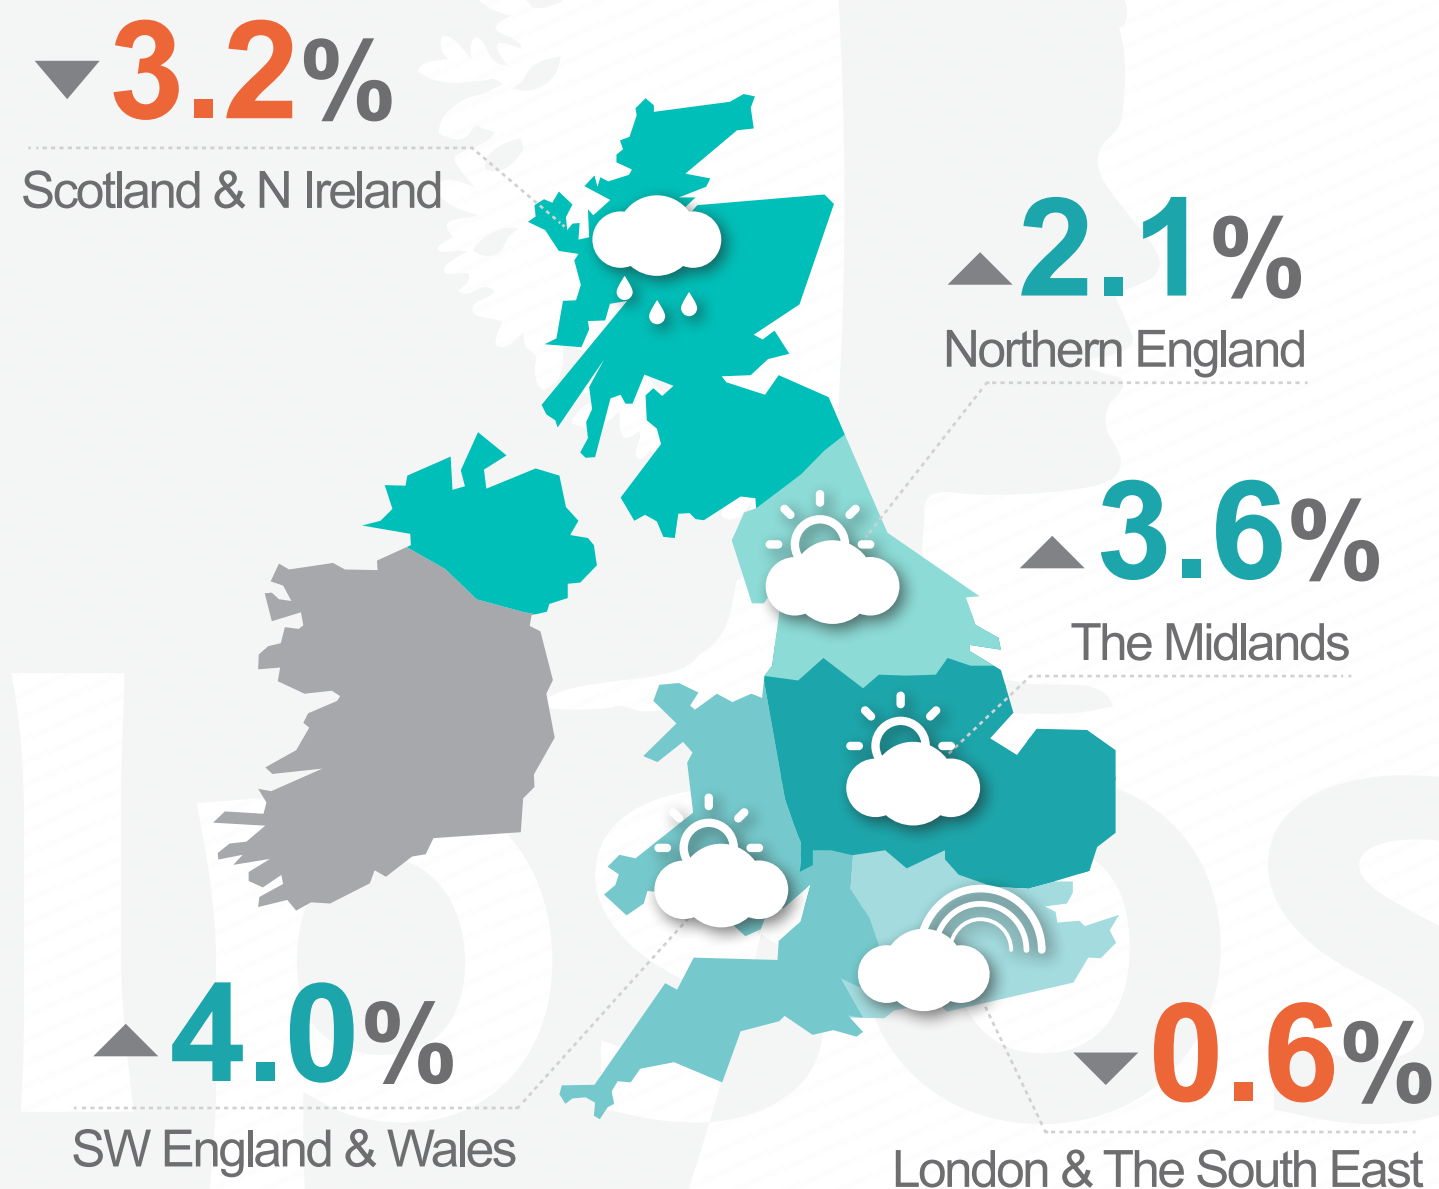 ▼3.2%
Scotland & N Ireland
▲2.1%
Northern England
▲3.6%
The Midlands
▲4.0%
SW England & Wales
▼0.6%
London & The South East
Ipsos